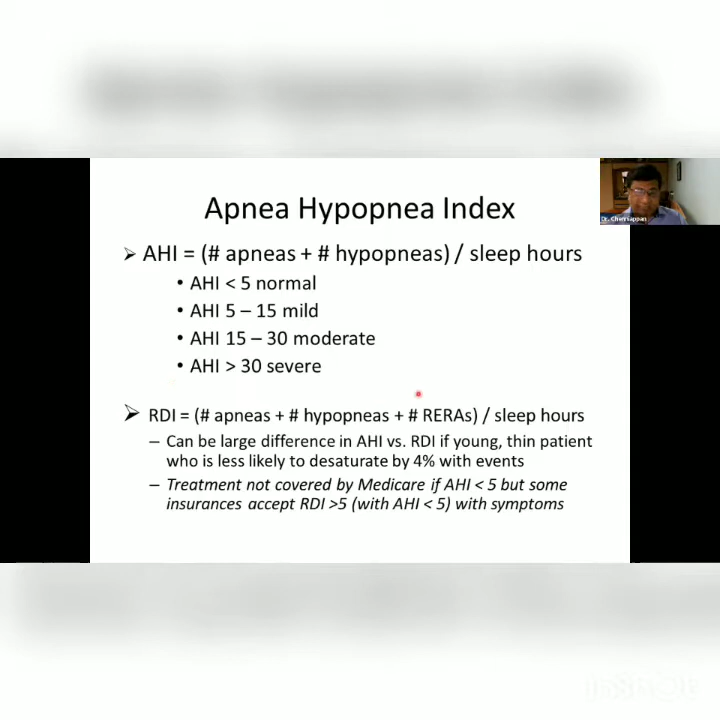 Dr. Chennappan
Apnea Hypopnea Index
➢ AHI = (# apneas + # hypopneas) / sleep hours
• AHI < 5 normal
• AHI 5 – 15 mild
• AHI 15 – 30 moderate
• AHI > 30 severe
➢ RDI = (# apneas + # hypopneas + # RERAs) / sleep hours
– Can be large difference in AHI vs. RDI if young, thin patient
who is less likely to desaturate by 4% with events
– Treatment not covered by Medicare if AHI < 5 but some
insurances accept RDI >5 (with AHI < 5) with symptoms